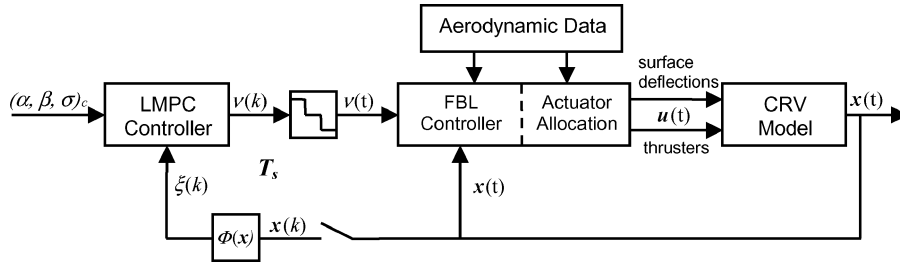 Aerodynamic Data
(α, β, σ)c
LMPC
Controller
ν(k)
ν(t)
Ts
FBL
Controller
Actuator
Allocation
surface
deflections
u(t)
thrusters
CRV
Model
x(t)
ξ(k)
x(t)
Φ(x)
x(k)